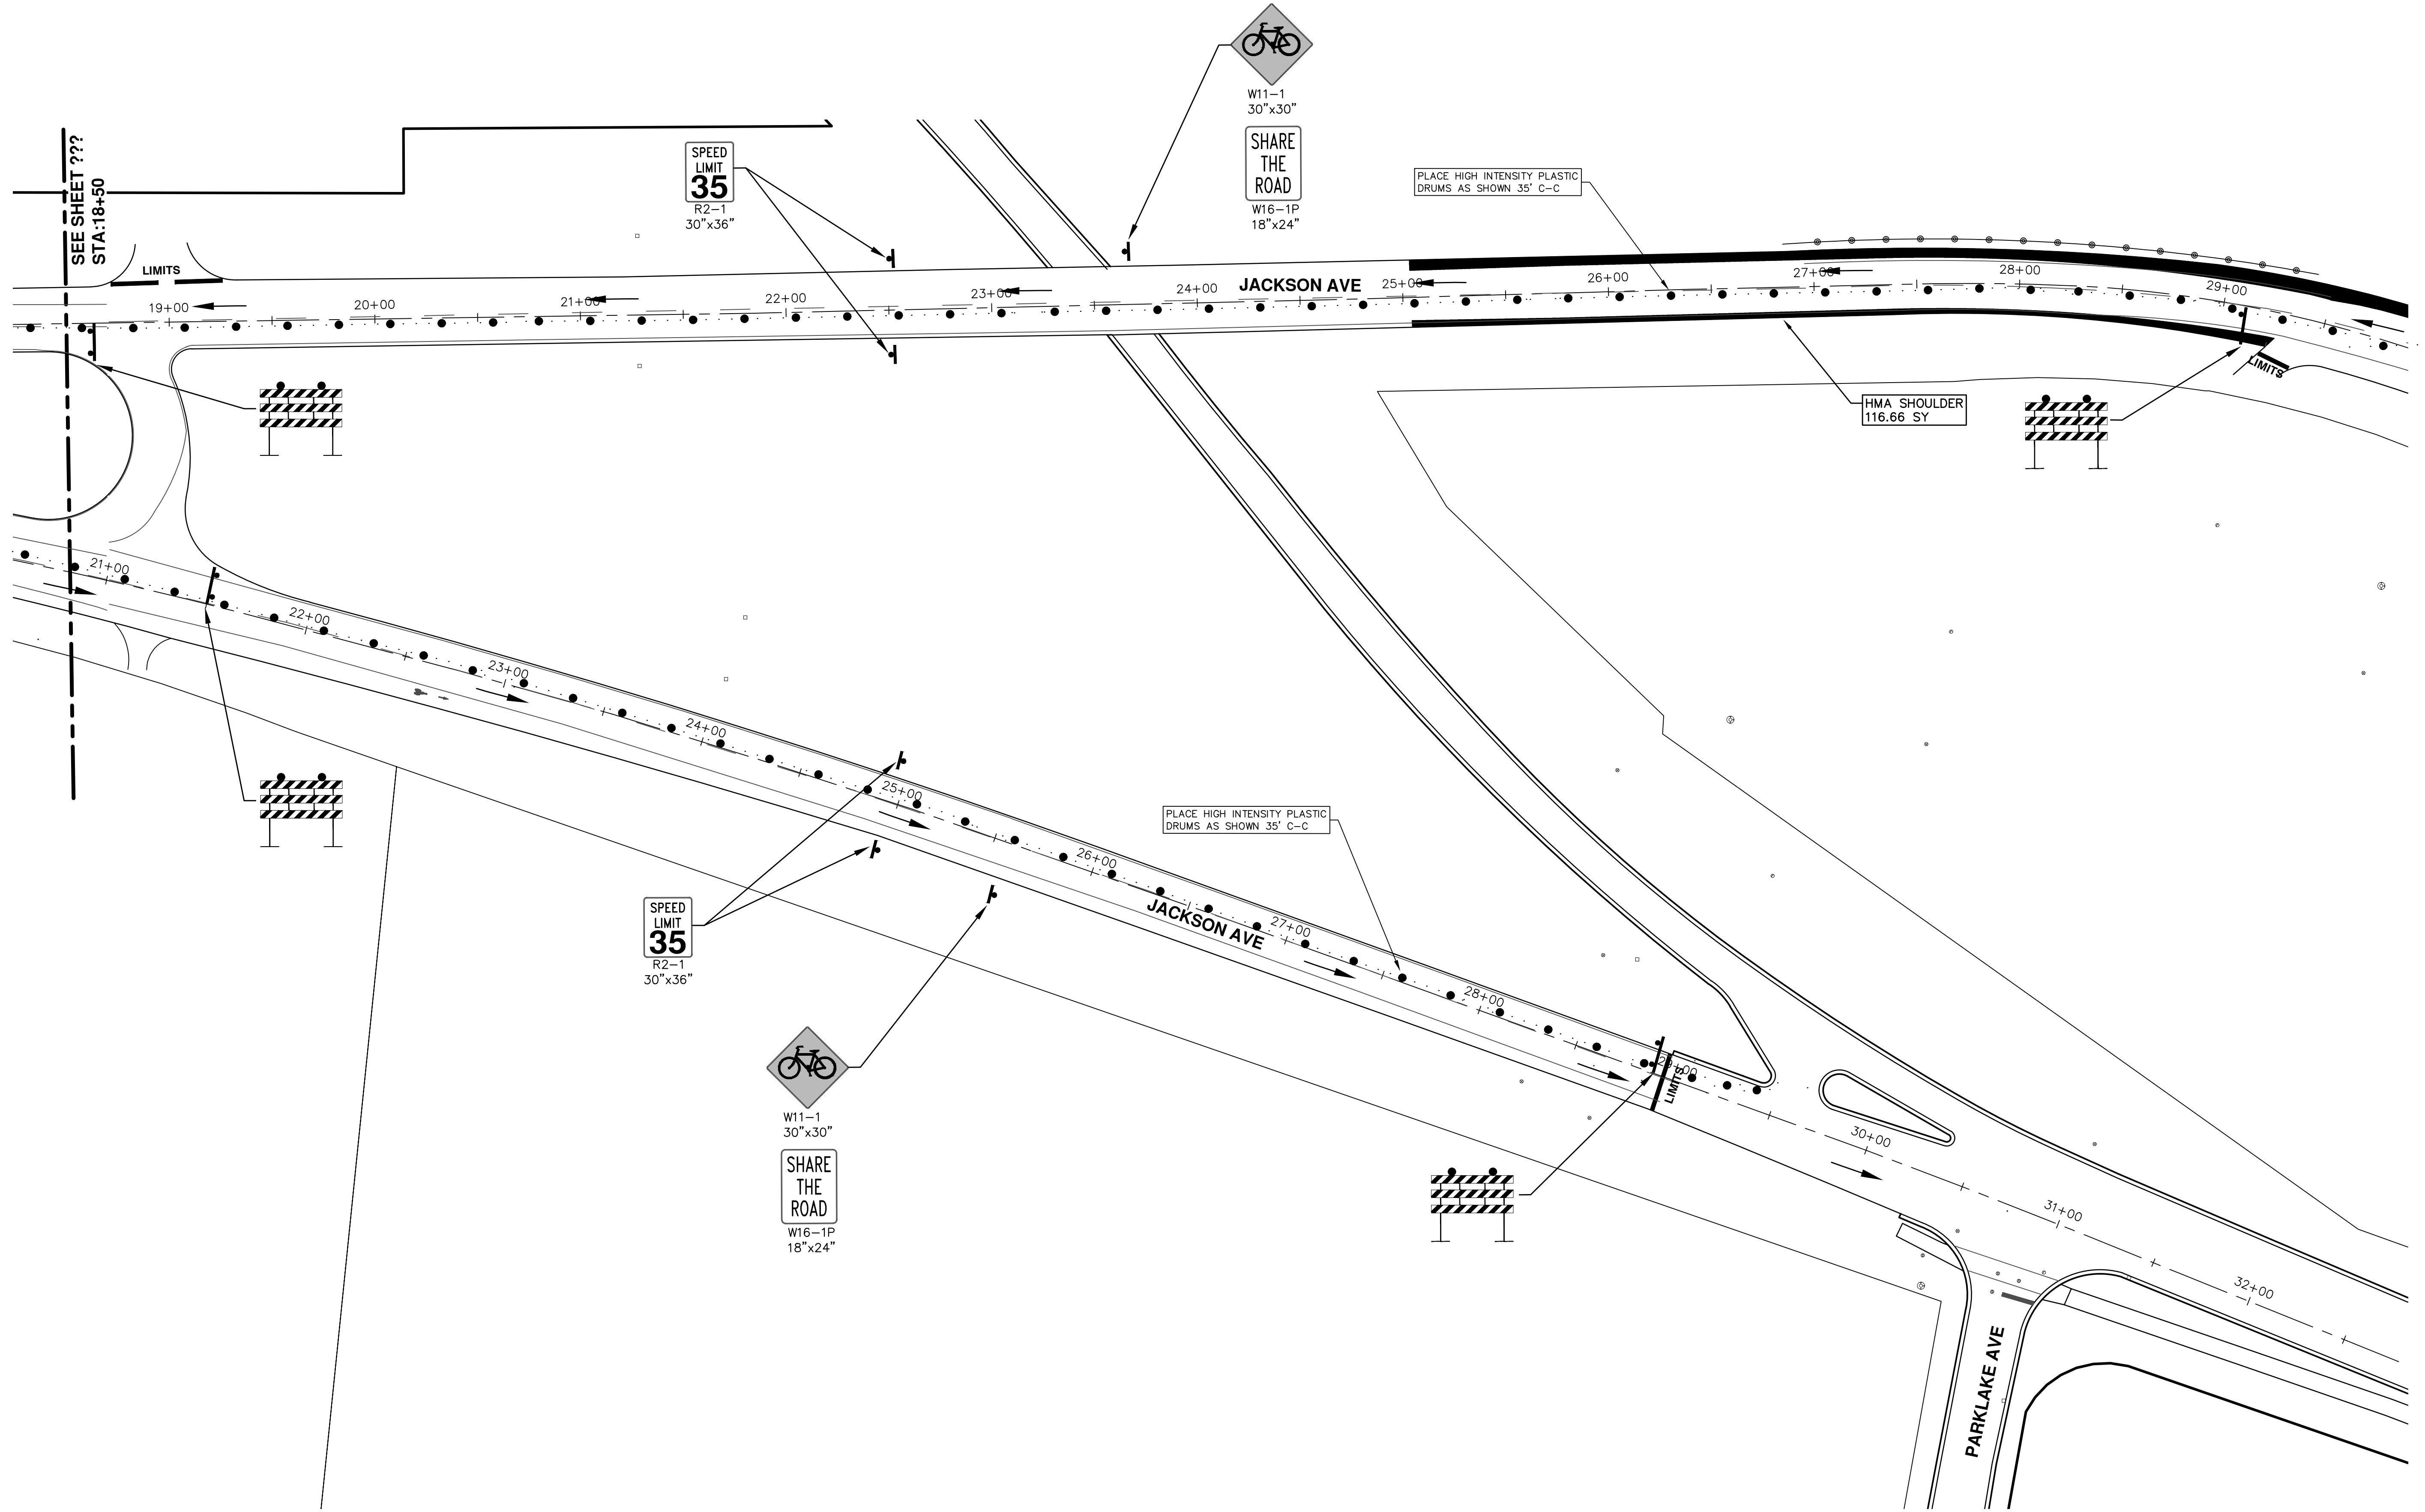 W11-1
30"x30"
SHARE
THE
ROAD
W16-1P
18"x24"
SEE SHEET ???
STA:18+50
SPEED
LIMIT
35
R2-1
30"x36"
PLACE HIGH INTENSITY PLASTIC
DRUMS AS SHOWN 35' C-C
LIMITS
JACKSON AVE
19+00
20+00
21+00
22+00
23+00
24+00
25+00
26+00
27+00
28+00
29+00
LIMITS
HMA SHOULDER
116.66 SY
21+00
22+00
23+00
24+00
25+00
26+00
27+00
28+00
29+00
30+00
31+00
32+00
PLACE HIGH INTENSITY PLASTIC
DRUMS AS SHOWN 35' C-C
JACKSON AVE
SPEED
LIMIT
35
R2-1
30"x36"
LIMITS
W11-1
30"x30"
SHARE
THE
ROAD
W16-1P
18"x24"
PARKLAKE AVE